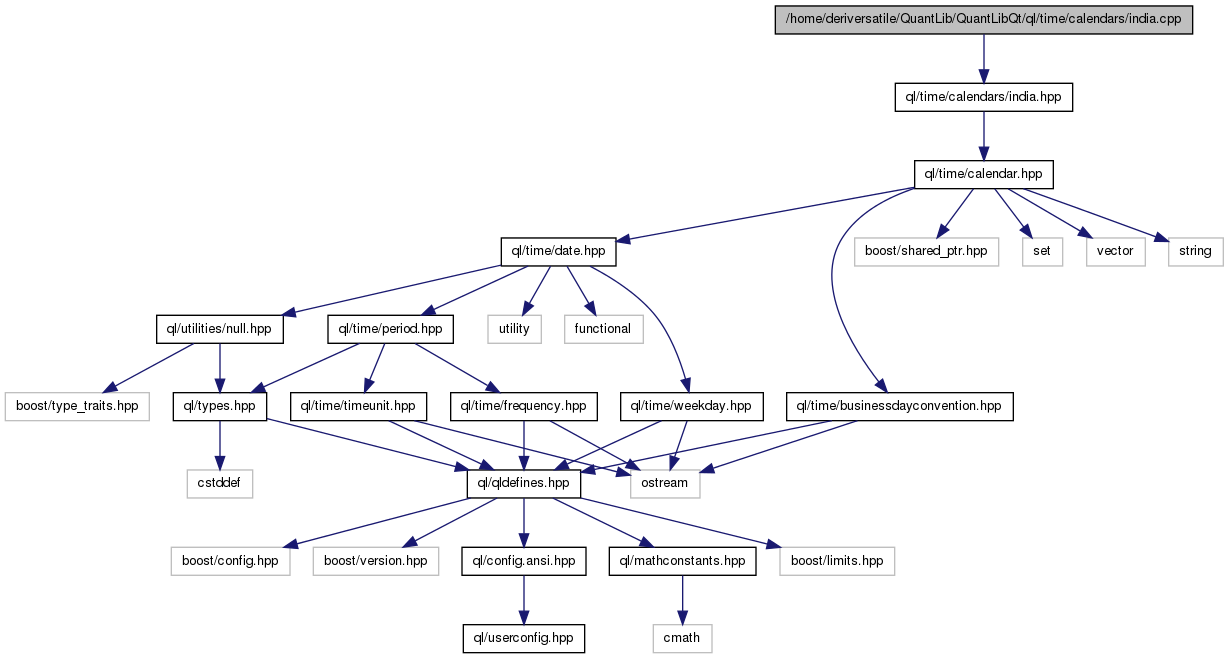 /home/deriversatile/QuantLib/QuantLibQt/ql/time/calendars/india.cpp
ql/time/calendars/india.hpp
ql/time/calendar.hpp
ql/time/date.hpp
boost/shared_ptr.hpp
set
vector
string
ql/utilities/null.hpp
ql/time/period.hpp
utility
functional
boost/type_traits.hpp
ql/types.hpp
ql/time/timeunit.hpp
ql/time/frequency.hpp
ql/time/weekday.hpp
ql/time/businessdayconvention.hpp
cstddef
ql/qldefines.hpp
ostream
boost/config.hpp
boost/version.hpp
ql/config.ansi.hpp
ql/mathconstants.hpp
boost/limits.hpp
ql/userconfig.hpp
cmath